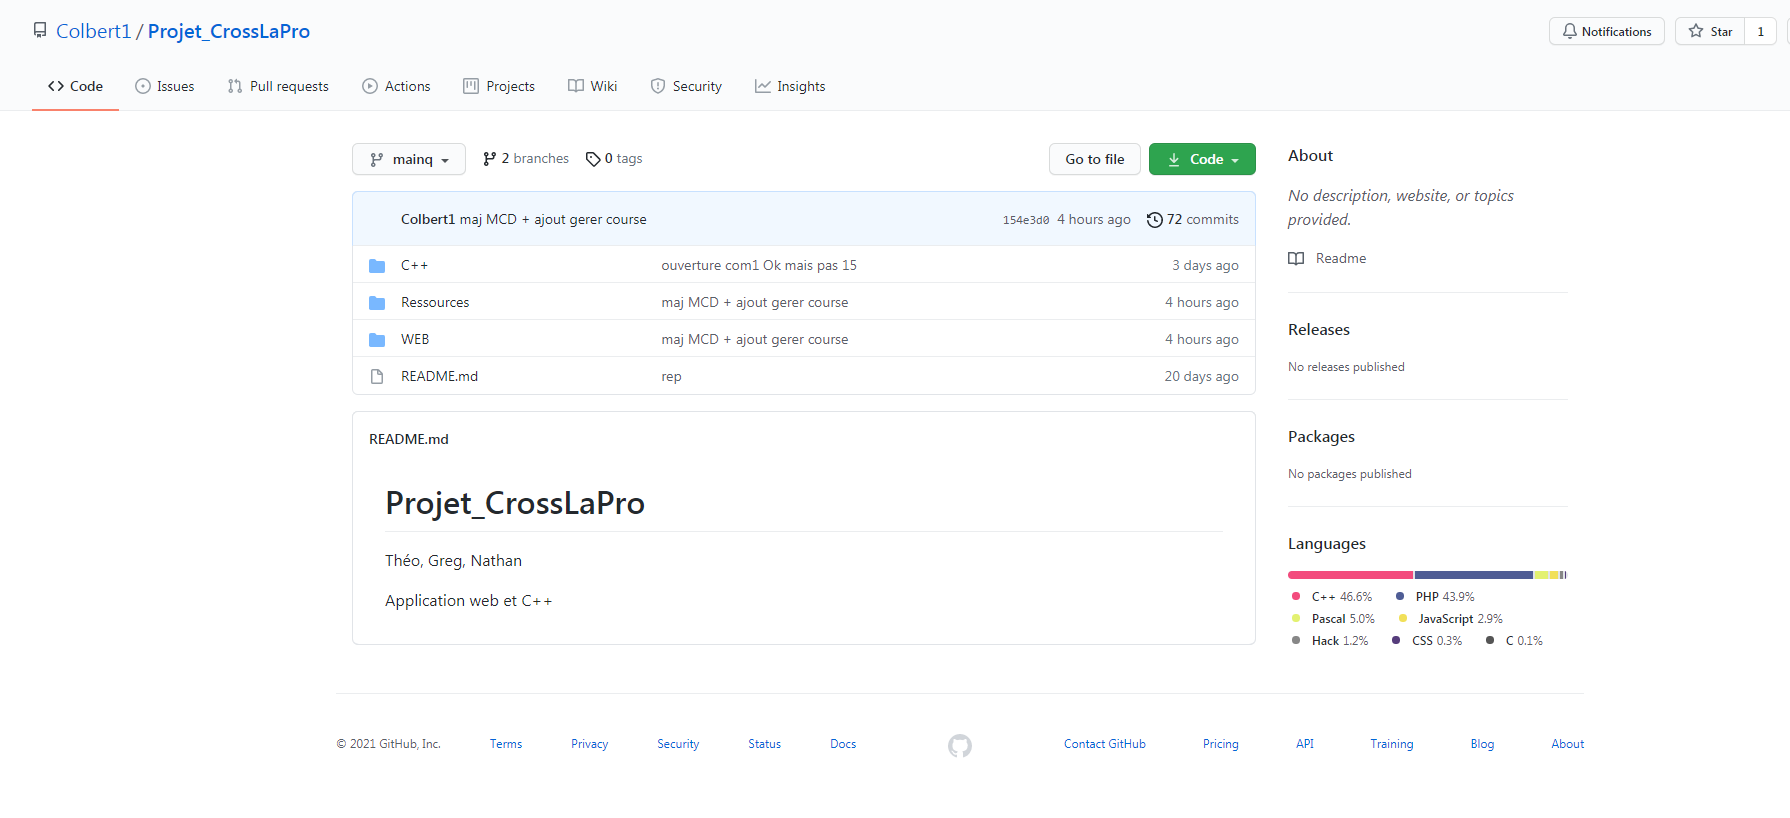 Colbert1 / Projet_CrossLaPro
Notifications
Star 1
Code Issues Pull requests Actions Projects Wiki Security Insights
mainq 2 branches 0 tags Go to file Code
Colbert1 maj MCD + ajout gerer course 154e3d0 4 hours ago 72 commits
C++ ouverture com1 Ok mais pas 15 3 days ago
Ressources maj MCD + ajout gerer course 4 hours ago
WEB maj MCD + ajout gerer course 4 hours ago
README.md rep 20 days ago
README.md
Projet_CrossLaPro
Théo, Greg, Nathan
Application web et C++
About
No description, website, or topics
provided.
Readme
Releases
No releases published
Packages
No packages published
Languages
C++ 46.6% PHP 43.9%
Pascal 5.0% JavaScript 2.9%
Hack 1.2% CSS 0.3% C 0.1%
© 2021 GitHub, Inc. Terms Privacy Security Status Docs Contact GitHub Pricing API Training Blog About